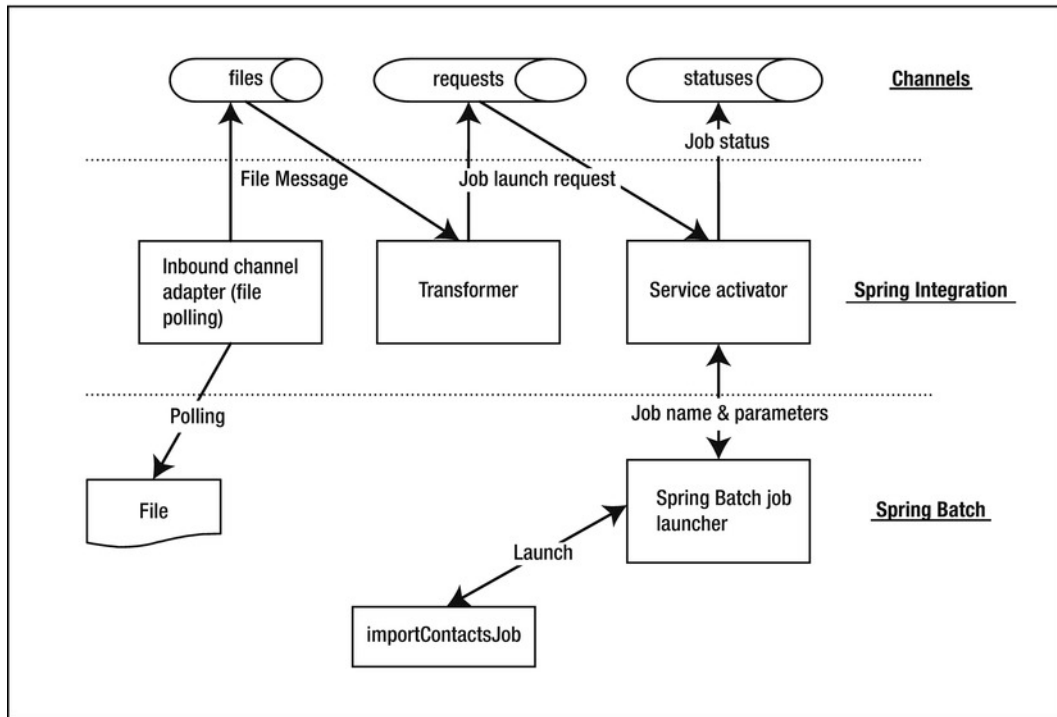 files
requests
statuses
Channels
Job status
File Message
Job launch request
Inbound channel
adapter (file
polling)
Transformer
Service activator
Spring Integration
Polling
Job name & parameters
File
Spring Batch job
launcher
Spring Batch
Launch
importContactsJob